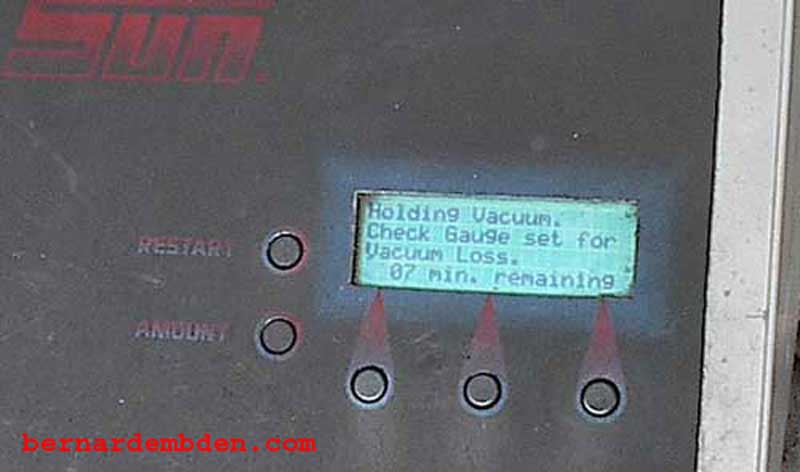 Sun
Holding Vacuum.
Check Gauge set for
Vacuum Loss.
07 min. remaining
RESTART
AMOUNT
bernardembden.com